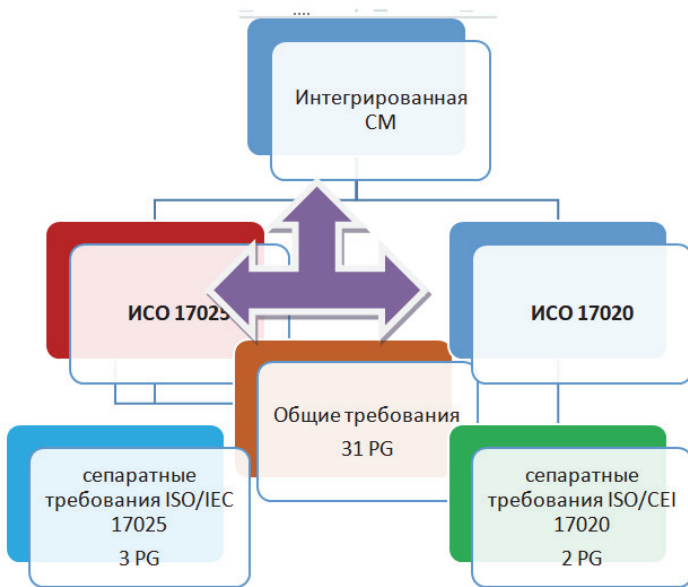 ....
Интегрированная
СМ
ИСО 17025
ИСО 17020
Общие требования
31 PG
сепаратные
требования ISO/IEC
17025
3 PG
сепаратные
требования ISO/CEI
17020
2 PG